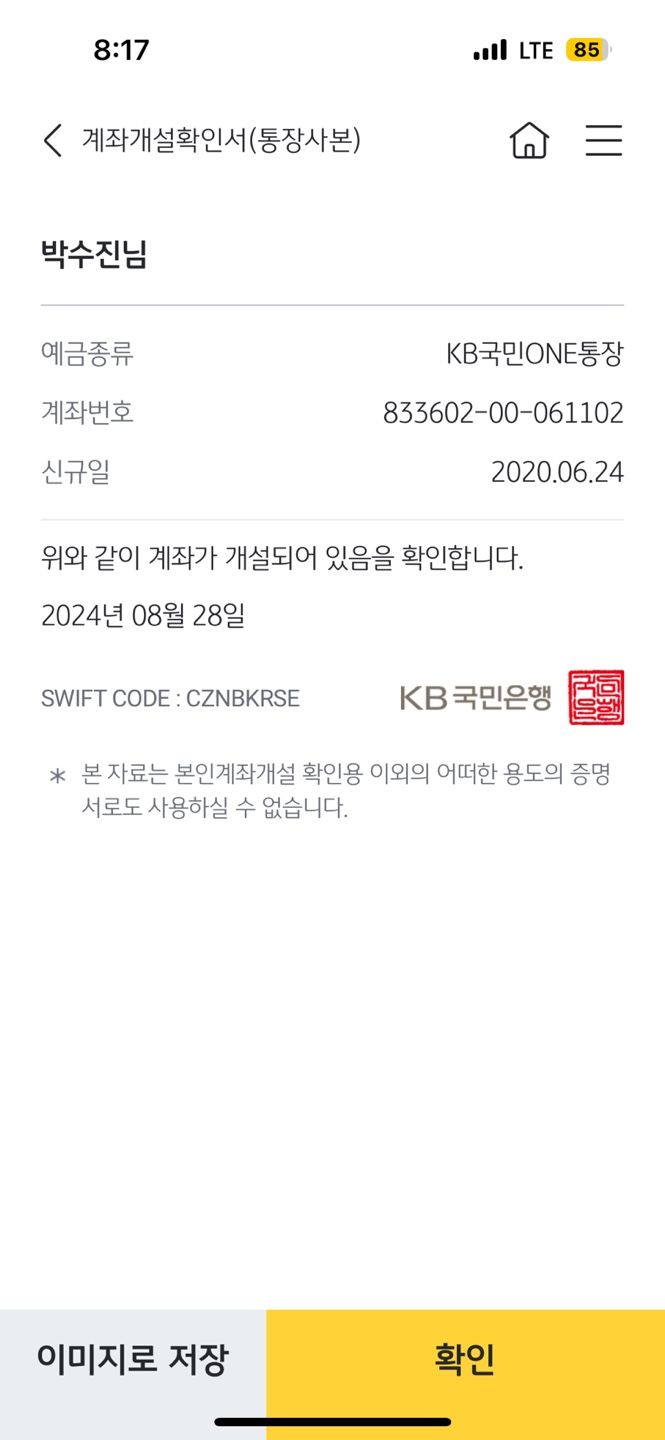 8:17
LTE 85
계좌개설확인서(통장사본)
박수진님
예금종류 KB국민ONE통장
계좌번호 833602-00-061102
신규일 2020.06.24
위와 같이 계좌가 개설되어 있음을 확인합니다.
2024년 08월 28일
SWIFT CODE : CZNBKRSE KB국민은행 국민은행
* 본 자료는 본인계좌개설 확인용 이외의 어떠한 용도의 증명
서로도 사용하실 수 없습니다.
이미지로 저장 확인